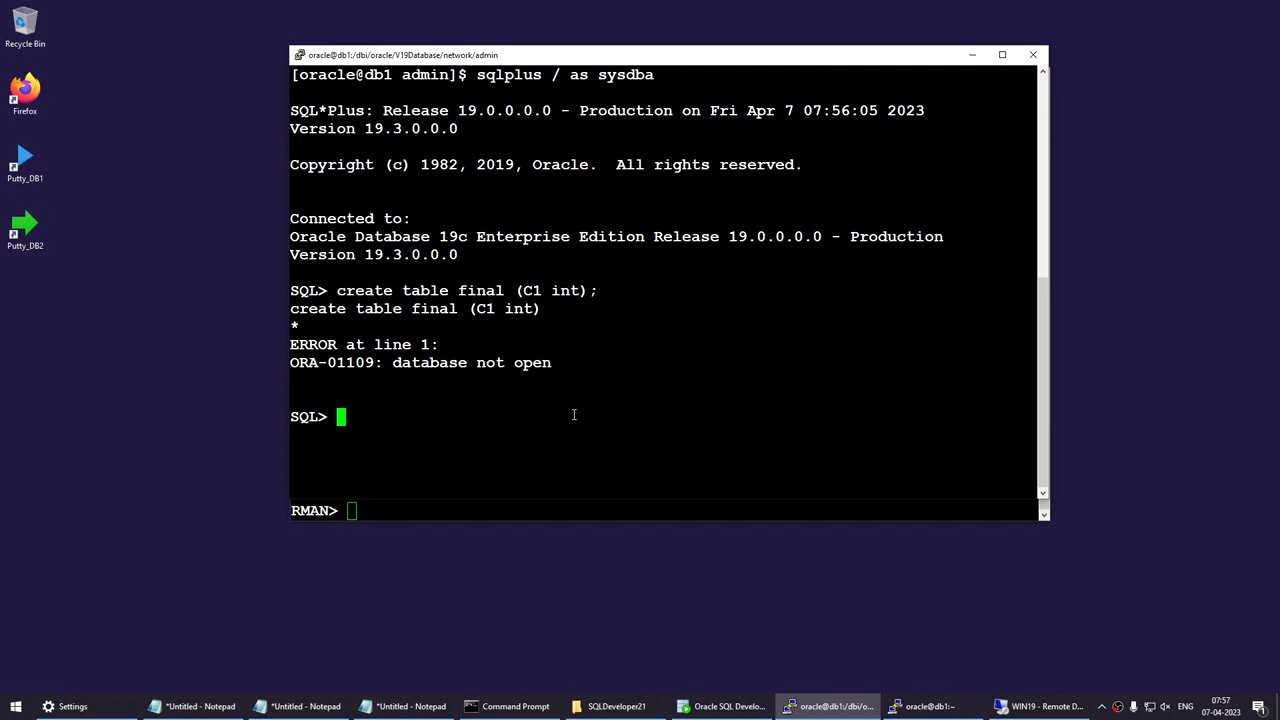 Recycle Bin
Firefox
Putty_DB1
Putty_DB2
oracle@db1:/dbi/oracle/V19Database/network/admin
[oracle@db1 admin]$ sqlplus / as sysdba
SQL*Plus: Release 19.0.0.0.0 - Production on Fri Apr 7 07:56:05 2023
Version 19.3.0.0.0
Copyright (c) 1982, 2019, Oracle.  All rights reserved.
Connected to:
Oracle Database 19c Enterprise Edition Release 19.0.0.0.0 - Production
Version 19.3.0.0.0
SQL> create table final (C1 int);
create table final (C1 int)
*
ERROR at line 1:
ORA-01109: database not open
SQL>
RMAN>
Settings
*Untitled - Notepad
*Untitled - Notepad
*Untitled - Notepad
Command Prompt
SQLDeveloper21
Oracle SQL Develo...
oracle@db1:/dbi/o...
oracle@db1:~
WIN19 - Remote D...
ENG
07:57
07-04-2023
1